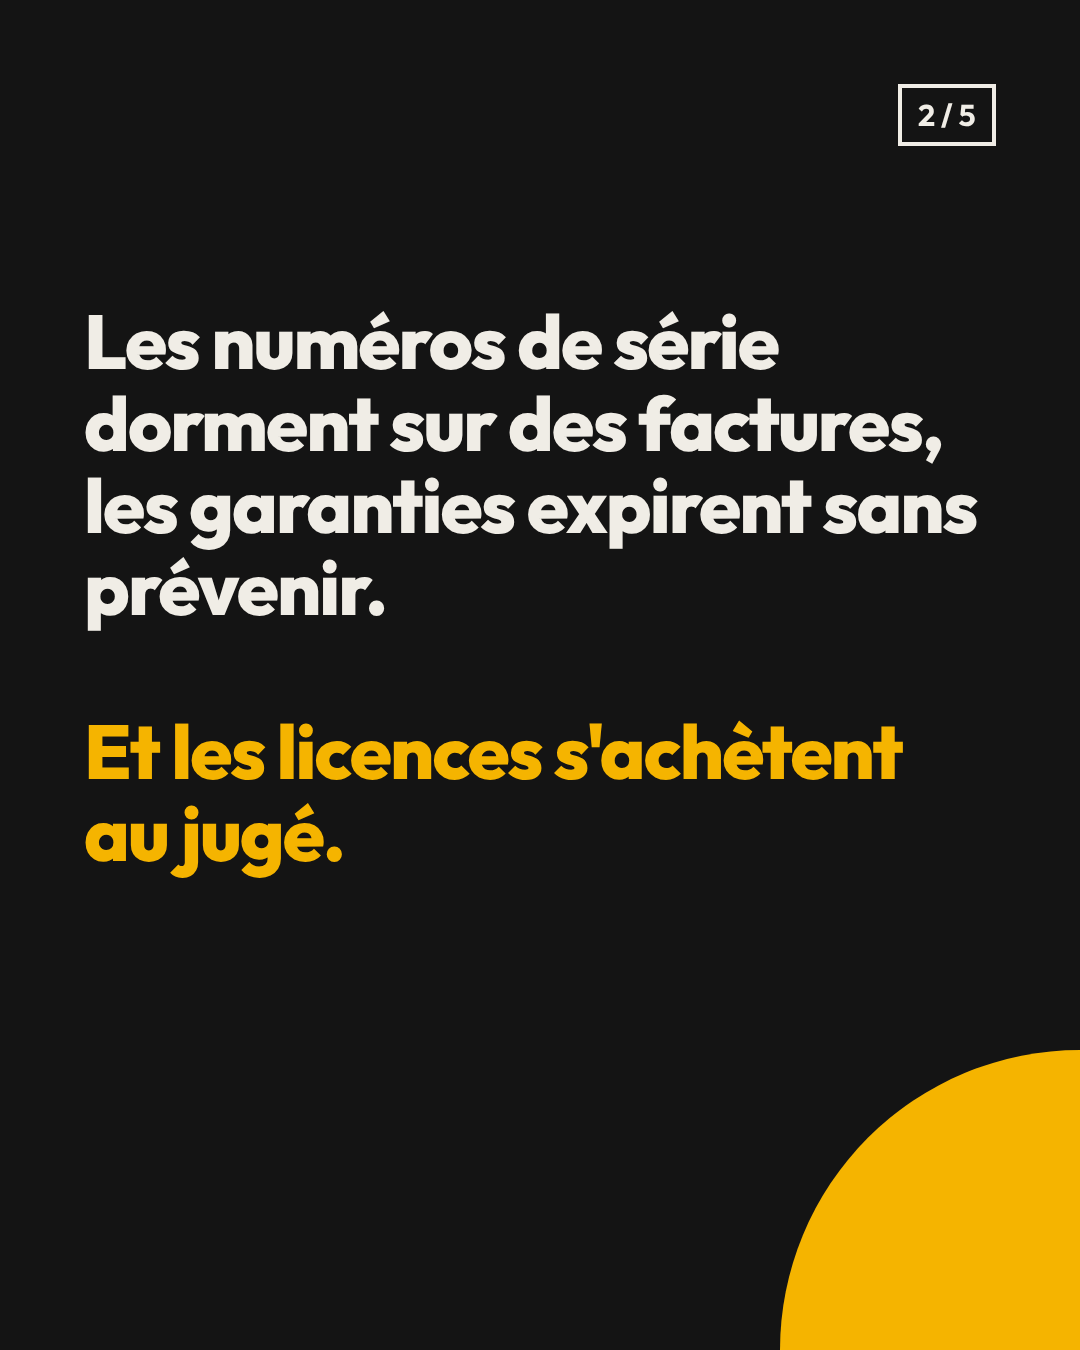 2 / 5
Les numéros de série
dorment sur des factures,
les garanties expirent sans
prévenir.
Et les licences s'achètent
au jugé.